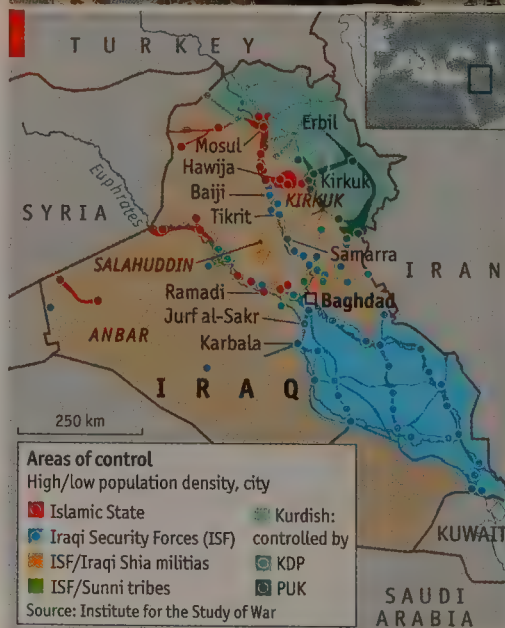 TURKEY
Erbil
Mosul
Hawija
Kirkuk
Baiji
KIRKUK
Tikrit
Euphrates
SYRIA
SALAHUDDIN
Samarra
IRAN
Ramadi
Baghdad
Jurf al-Sakr
ANBAR
Karbala
IRAQ
250 km
Areas of control
High/low population density, city
Islamic State
Kurdish:
Iraqi Security Forces (ISF)
controlled by
ISF/Iraqi Shia militias
KDP
ISF/Sunni tribes
PUK
Source: Institute for the Study of War
KUWAIT
SAUDI
ARABIA